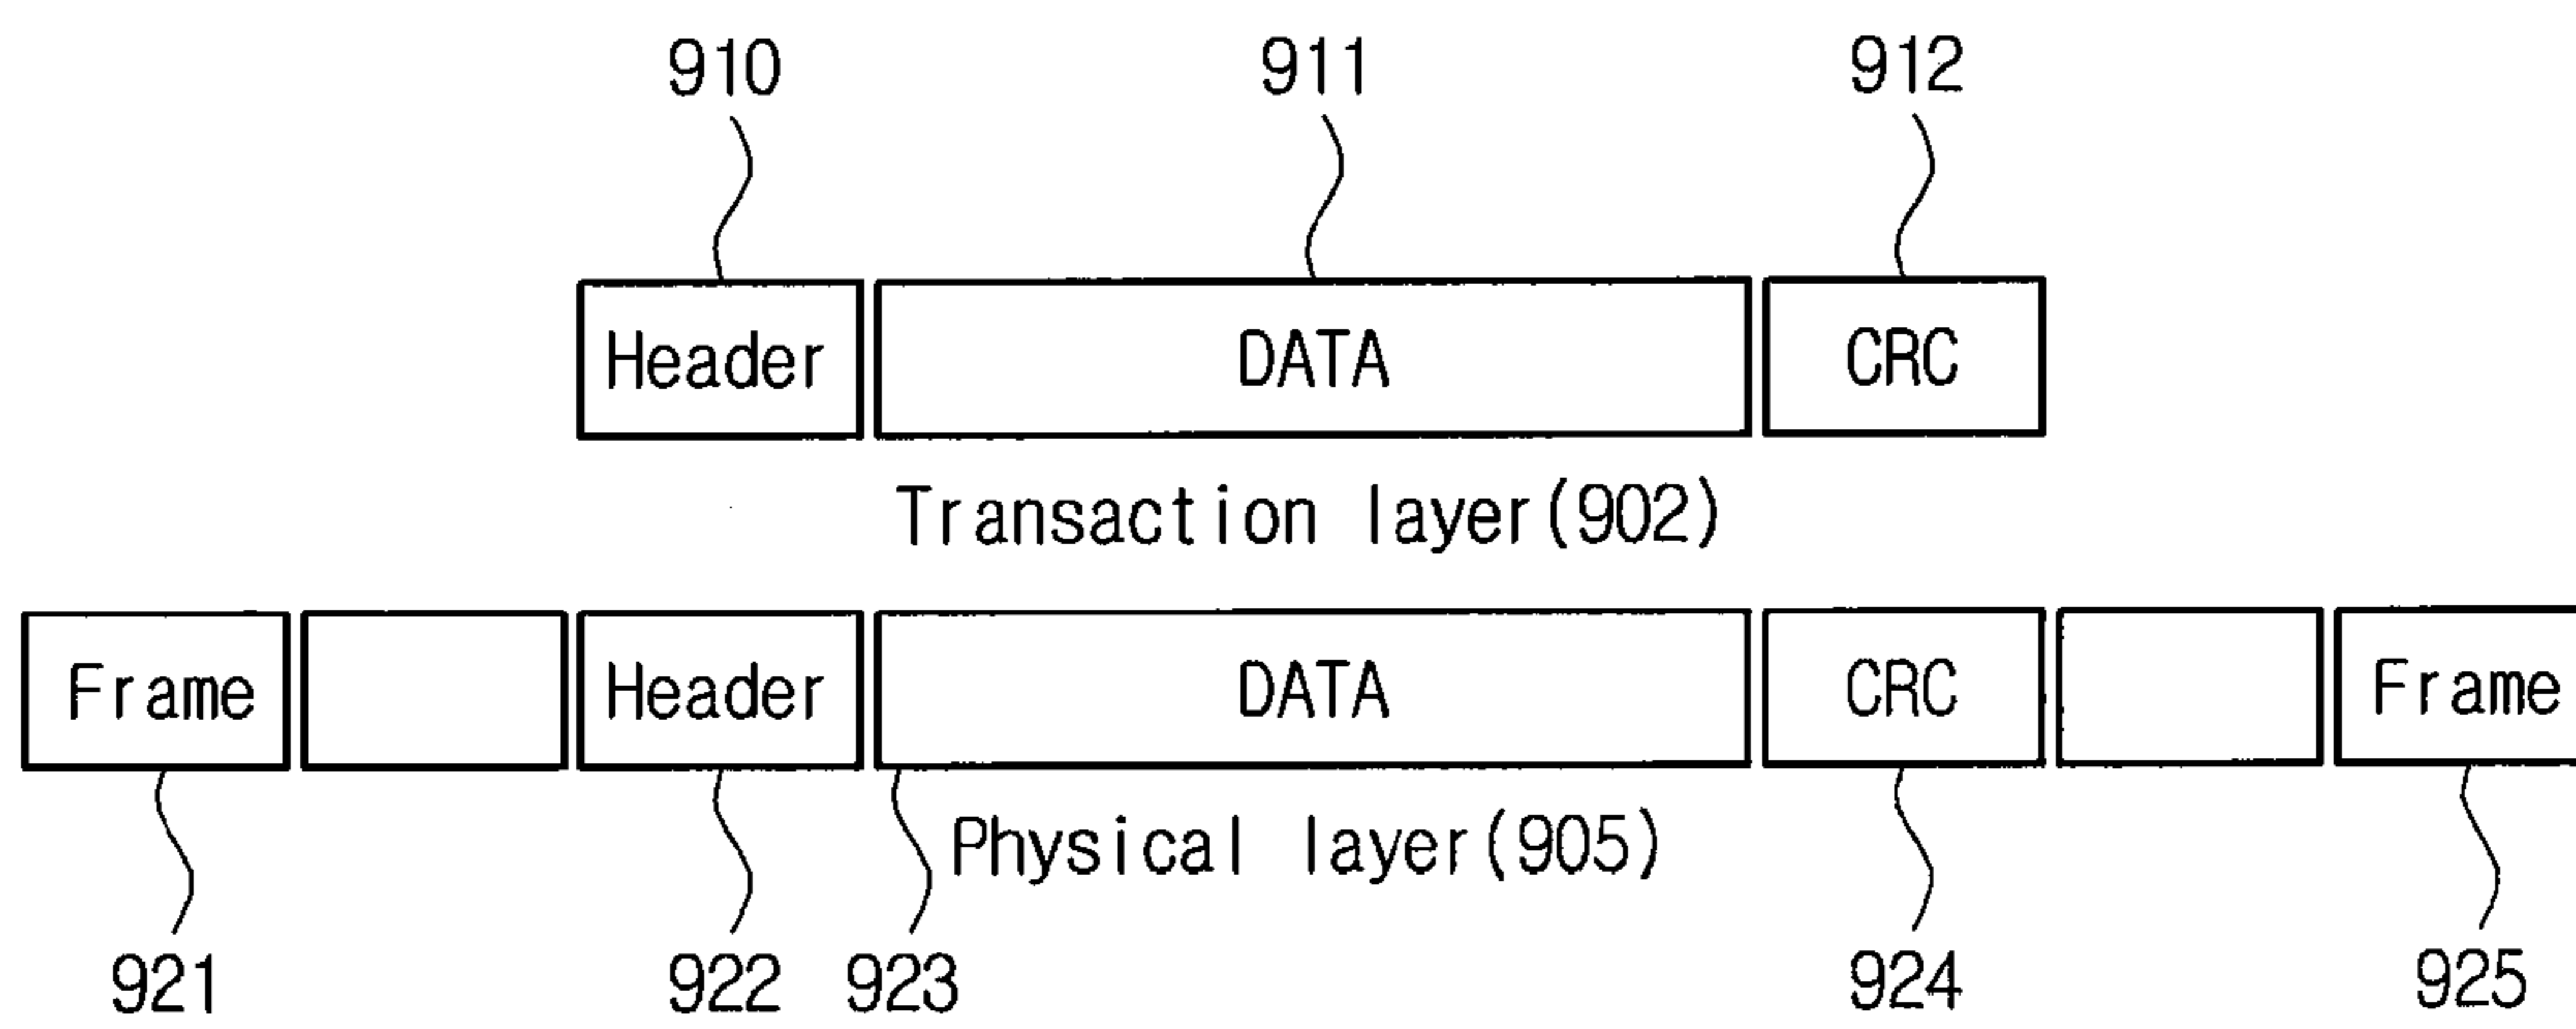 910 911 912
Header DATA CRC
Transaction layer(902)
Frame Header DATA CRC Frame
Physical layer(905)
921 922 923 924 925